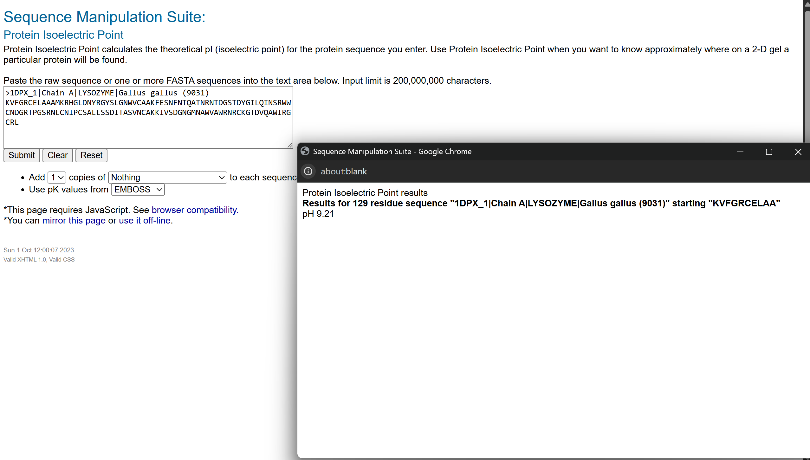 Sequence Manipulation Suite:
Protein Isoelectric Point
Protein Isoelectric Point calculates the theoretical pI (isoelectric point) for the protein sequence you enter. Use Protein Isoelectric Point when you want to know approximately where on a 2-D gel a
particular protein will be found.
Paste the raw sequence or one or more FASTA sequences into the text area below. Input limit is 200,000,000 characters.
>1DPX_1|Chain A|LYSOZYME|Gallus gallus (9031)
KVFGRCELAAAMKRHGLDNYRGYSLGNWVCAAKFESNFNTQATNRNTDGSTDYGILQINSRWW
CNDGRTPGSRNLCNIPCSALLSSDITASVNCAKKIVSDGNGMNAWVAWRNRCKGTDVQAWIRG
CRL
Submit Clear Reset
• Add 1 copies of Nothing to each sequenc
• Use pK values from EMBOSS
*This page requires JavaScript. See browser compatibility.
*You can mirror this page or use it off-line.
Sun 1 Oct 12:00:07 2023
Valid XHTML 1.0, Valid CSS
Sequence Manipulation Suite - Google Chrome
about:blank
Protein Isoelectric Point results
Results for 129 residue sequence "1DPX_1|Chain A|LYSOZYME|Gallus gallus (9031)" starting "KVFGRCELAA"
pH 9.21